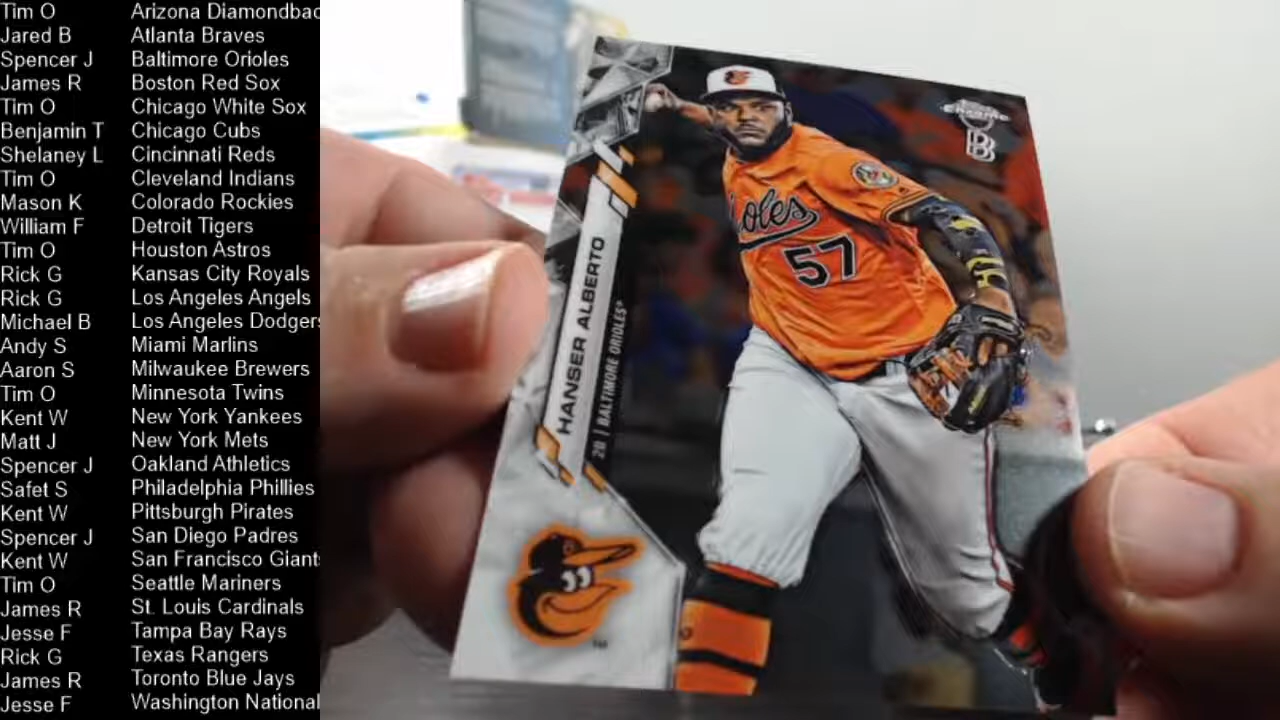 Tim O Arizona Diamondbac
Jared B Atlanta Braves
Spencer J Baltimore Orioles
James R Boston Red Sox
Tim O Chicago White Sox
Benjamin T Chicago Cubs
Shelaney L Cincinnati Reds
Tim O Cleveland Indians
Mason K Colorado Rockies
William F Detroit Tigers
Tim O Houston Astros
Rick G Kansas City Royals
Rick G Los Angeles Angels
Michael B Los Angeles Dodgers
Andy S Miami Marlins
Aaron S Milwaukee Brewers
Tim O Minnesota Twins
Kent W New York Yankees
Matt J New York Mets
Spencer J Oakland Athletics
Safet S Philadelphia Phillies
Kent W Pittsburgh Pirates
Spencer J San Diego Padres
Kent W San Francisco Giants
Tim O Seattle Mariners
James R St. Louis Cardinals
Jesse F Tampa Bay Rays
Rick G Texas Rangers
James R Toronto Blue Jays
Jesse F Washington National
Chrome
B
oles
57
HANSER ALBERTO
2B | BALTIMORE ORIOLES®
TM